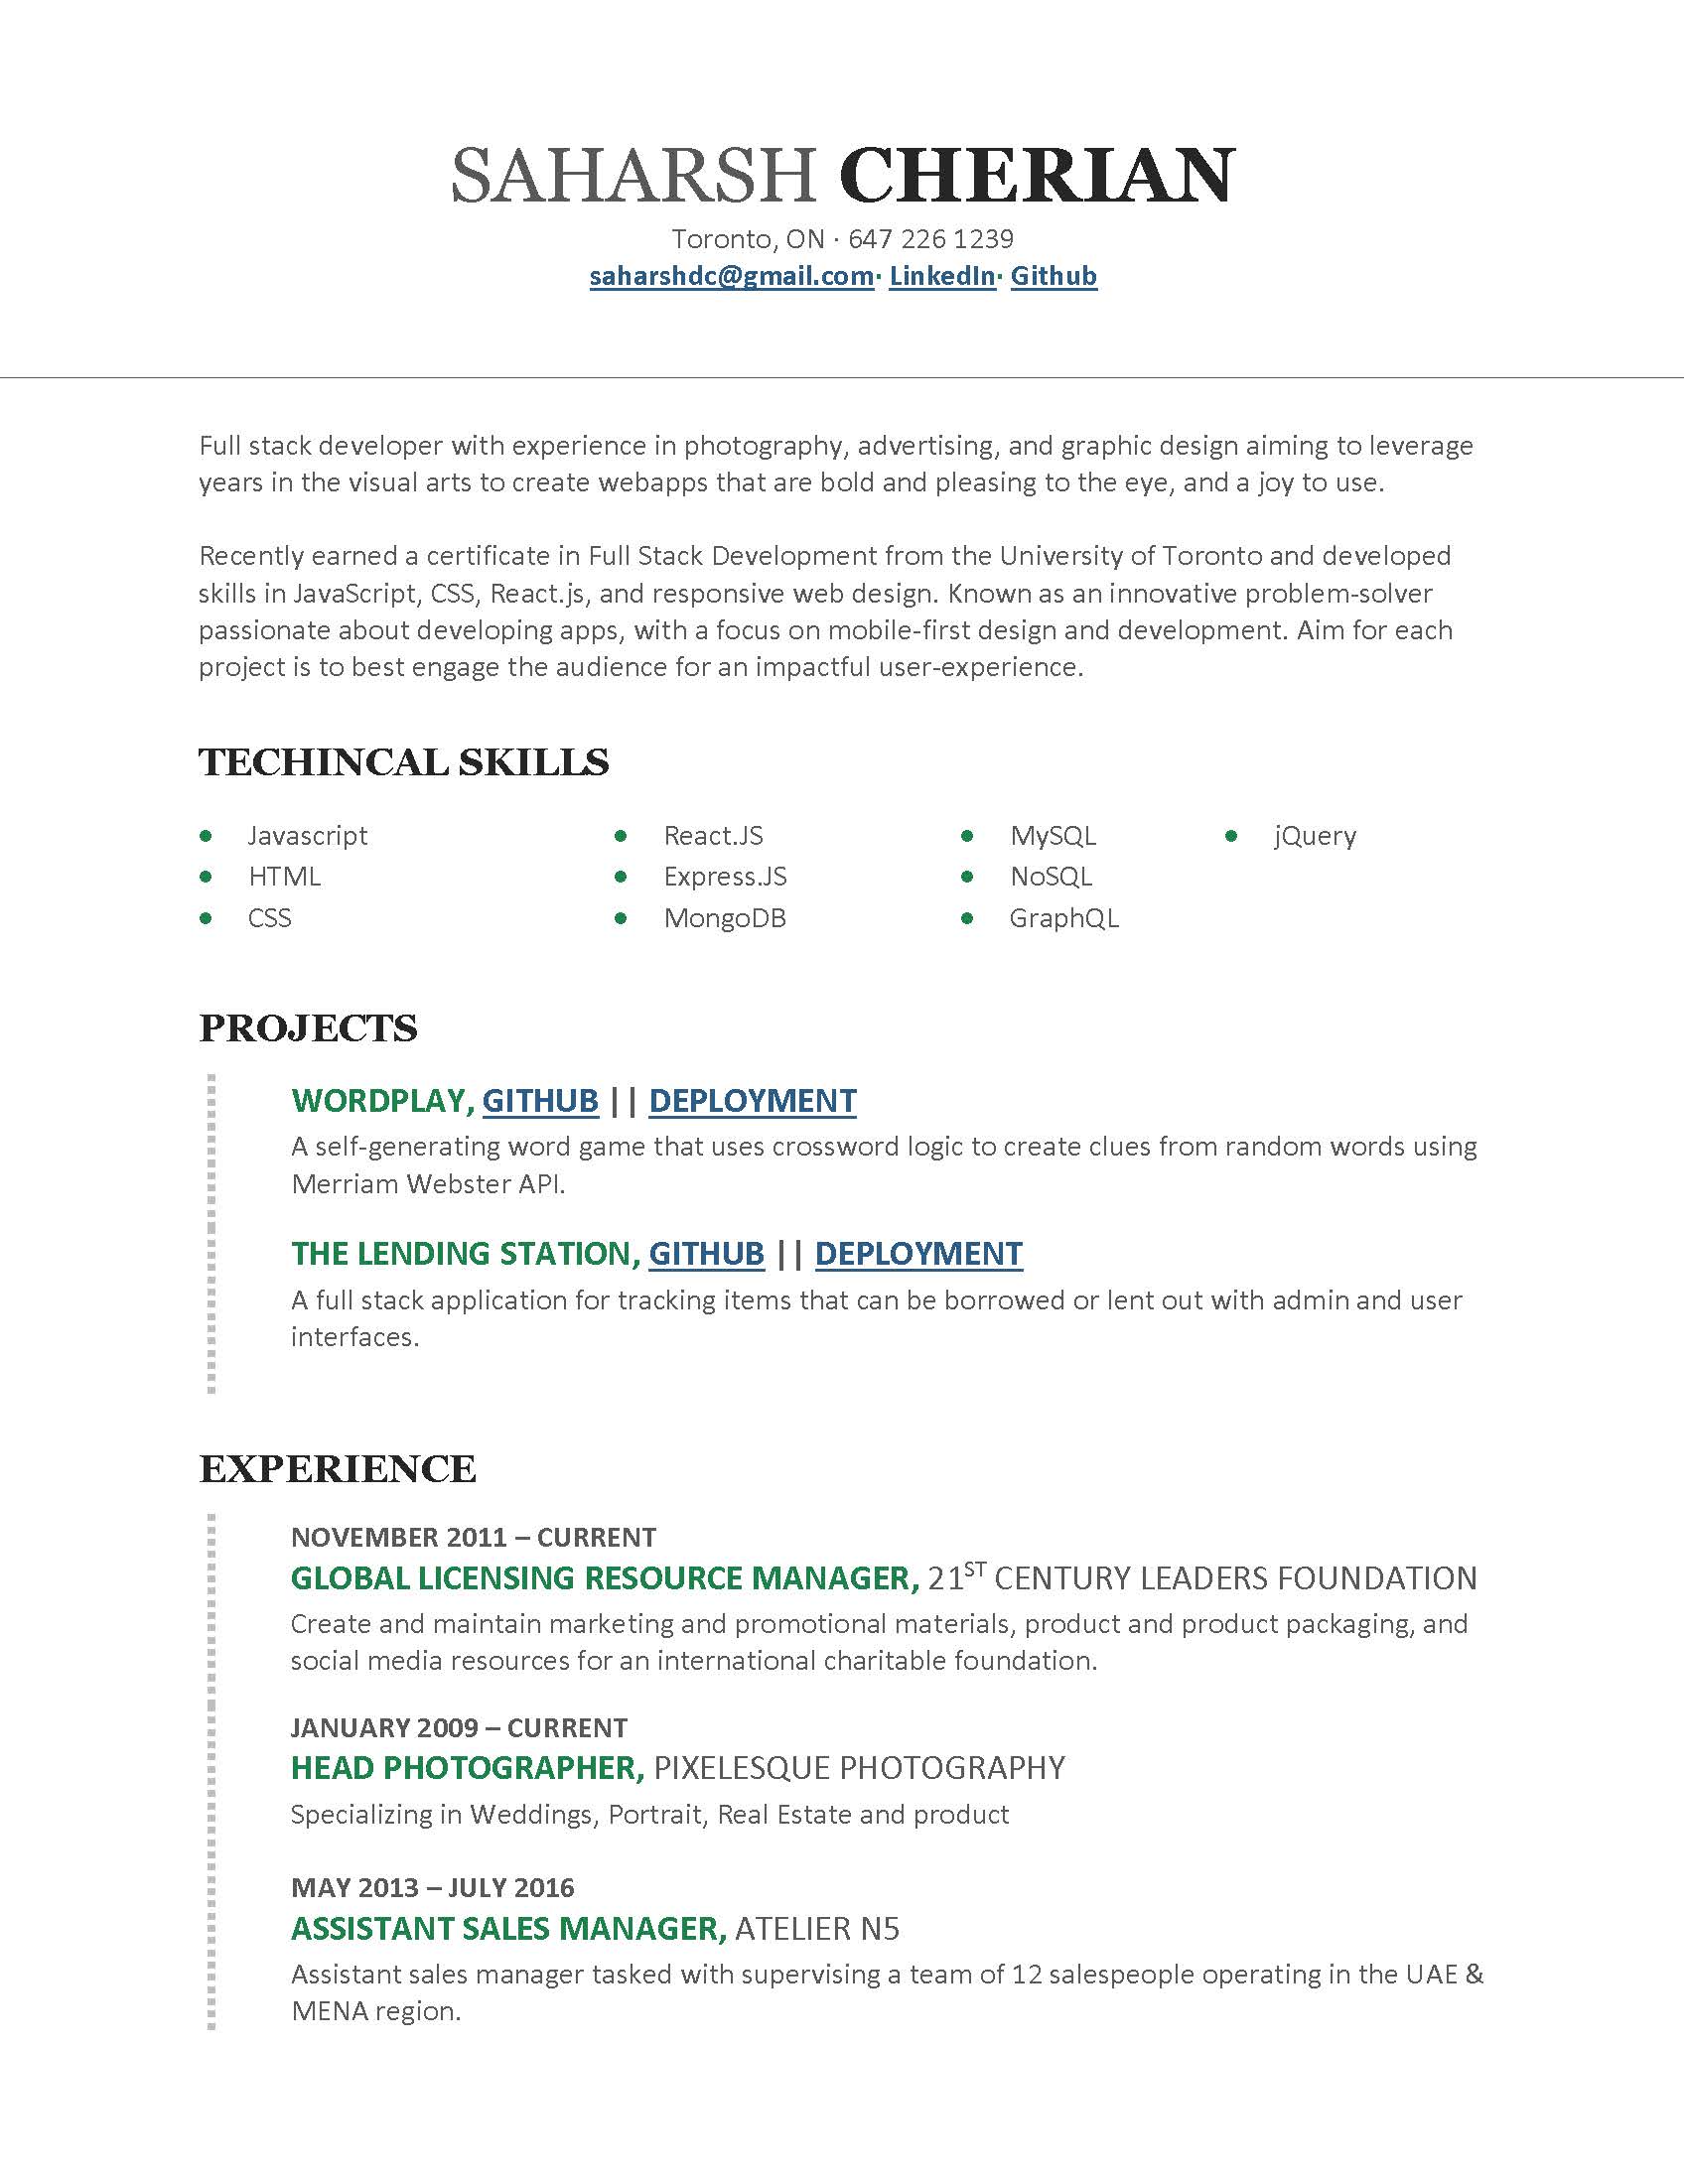 SAHARSH CHERIAN
Toronto, ON · 647 226 1239
saharshdc@gmail.com· LinkedIn· Github
Full stack developer with experience in photography, advertising, and graphic design aiming to leverage
years in the visual arts to create webapps that are bold and pleasing to the eye, and a joy to use.
Recently earned a certificate in Full Stack Development from the University of Toronto and developed
skills in JavaScript, CSS, React.js, and responsive web design. Known as an innovative problem-solver
passionate about developing apps, with a focus on mobile-first design and development. Aim for each
project is to best engage the audience for an impactful user-experience.
TECHINCAL SKILLS
• Javascript
• HTML
• CSS
• React.JS
• Express.JS
• MongoDB
• MySQL
• NoSQL
• GraphQL
• jQuery
PROJECTS
WORDPLAY, GITHUB || DEPLOYMENT
A self-generating word game that uses crossword logic to create clues from random words using
Merriam Webster API.
THE LENDING STATION, GITHUB || DEPLOYMENT
A full stack application for tracking items that can be borrowed or lent out with admin and user
interfaces.
EXPERIENCE
NOVEMBER 2011 – CURRENT
GLOBAL LICENSING RESOURCE MANAGER, 21ST CENTURY LEADERS FOUNDATION
Create and maintain marketing and promotional materials, product and product packaging, and
social media resources for an international charitable foundation.
JANUARY 2009 – CURRENT
HEAD PHOTOGRAPHER, PIXELESQUE PHOTOGRAPHY
Specializing in Weddings, Portrait, Real Estate and product
MAY 2013 – JULY 2016
ASSISTANT SALES MANAGER, ATELIER N5
Assistant sales manager tasked with supervising a team of 12 salespeople operating in the UAE &
MENA region.